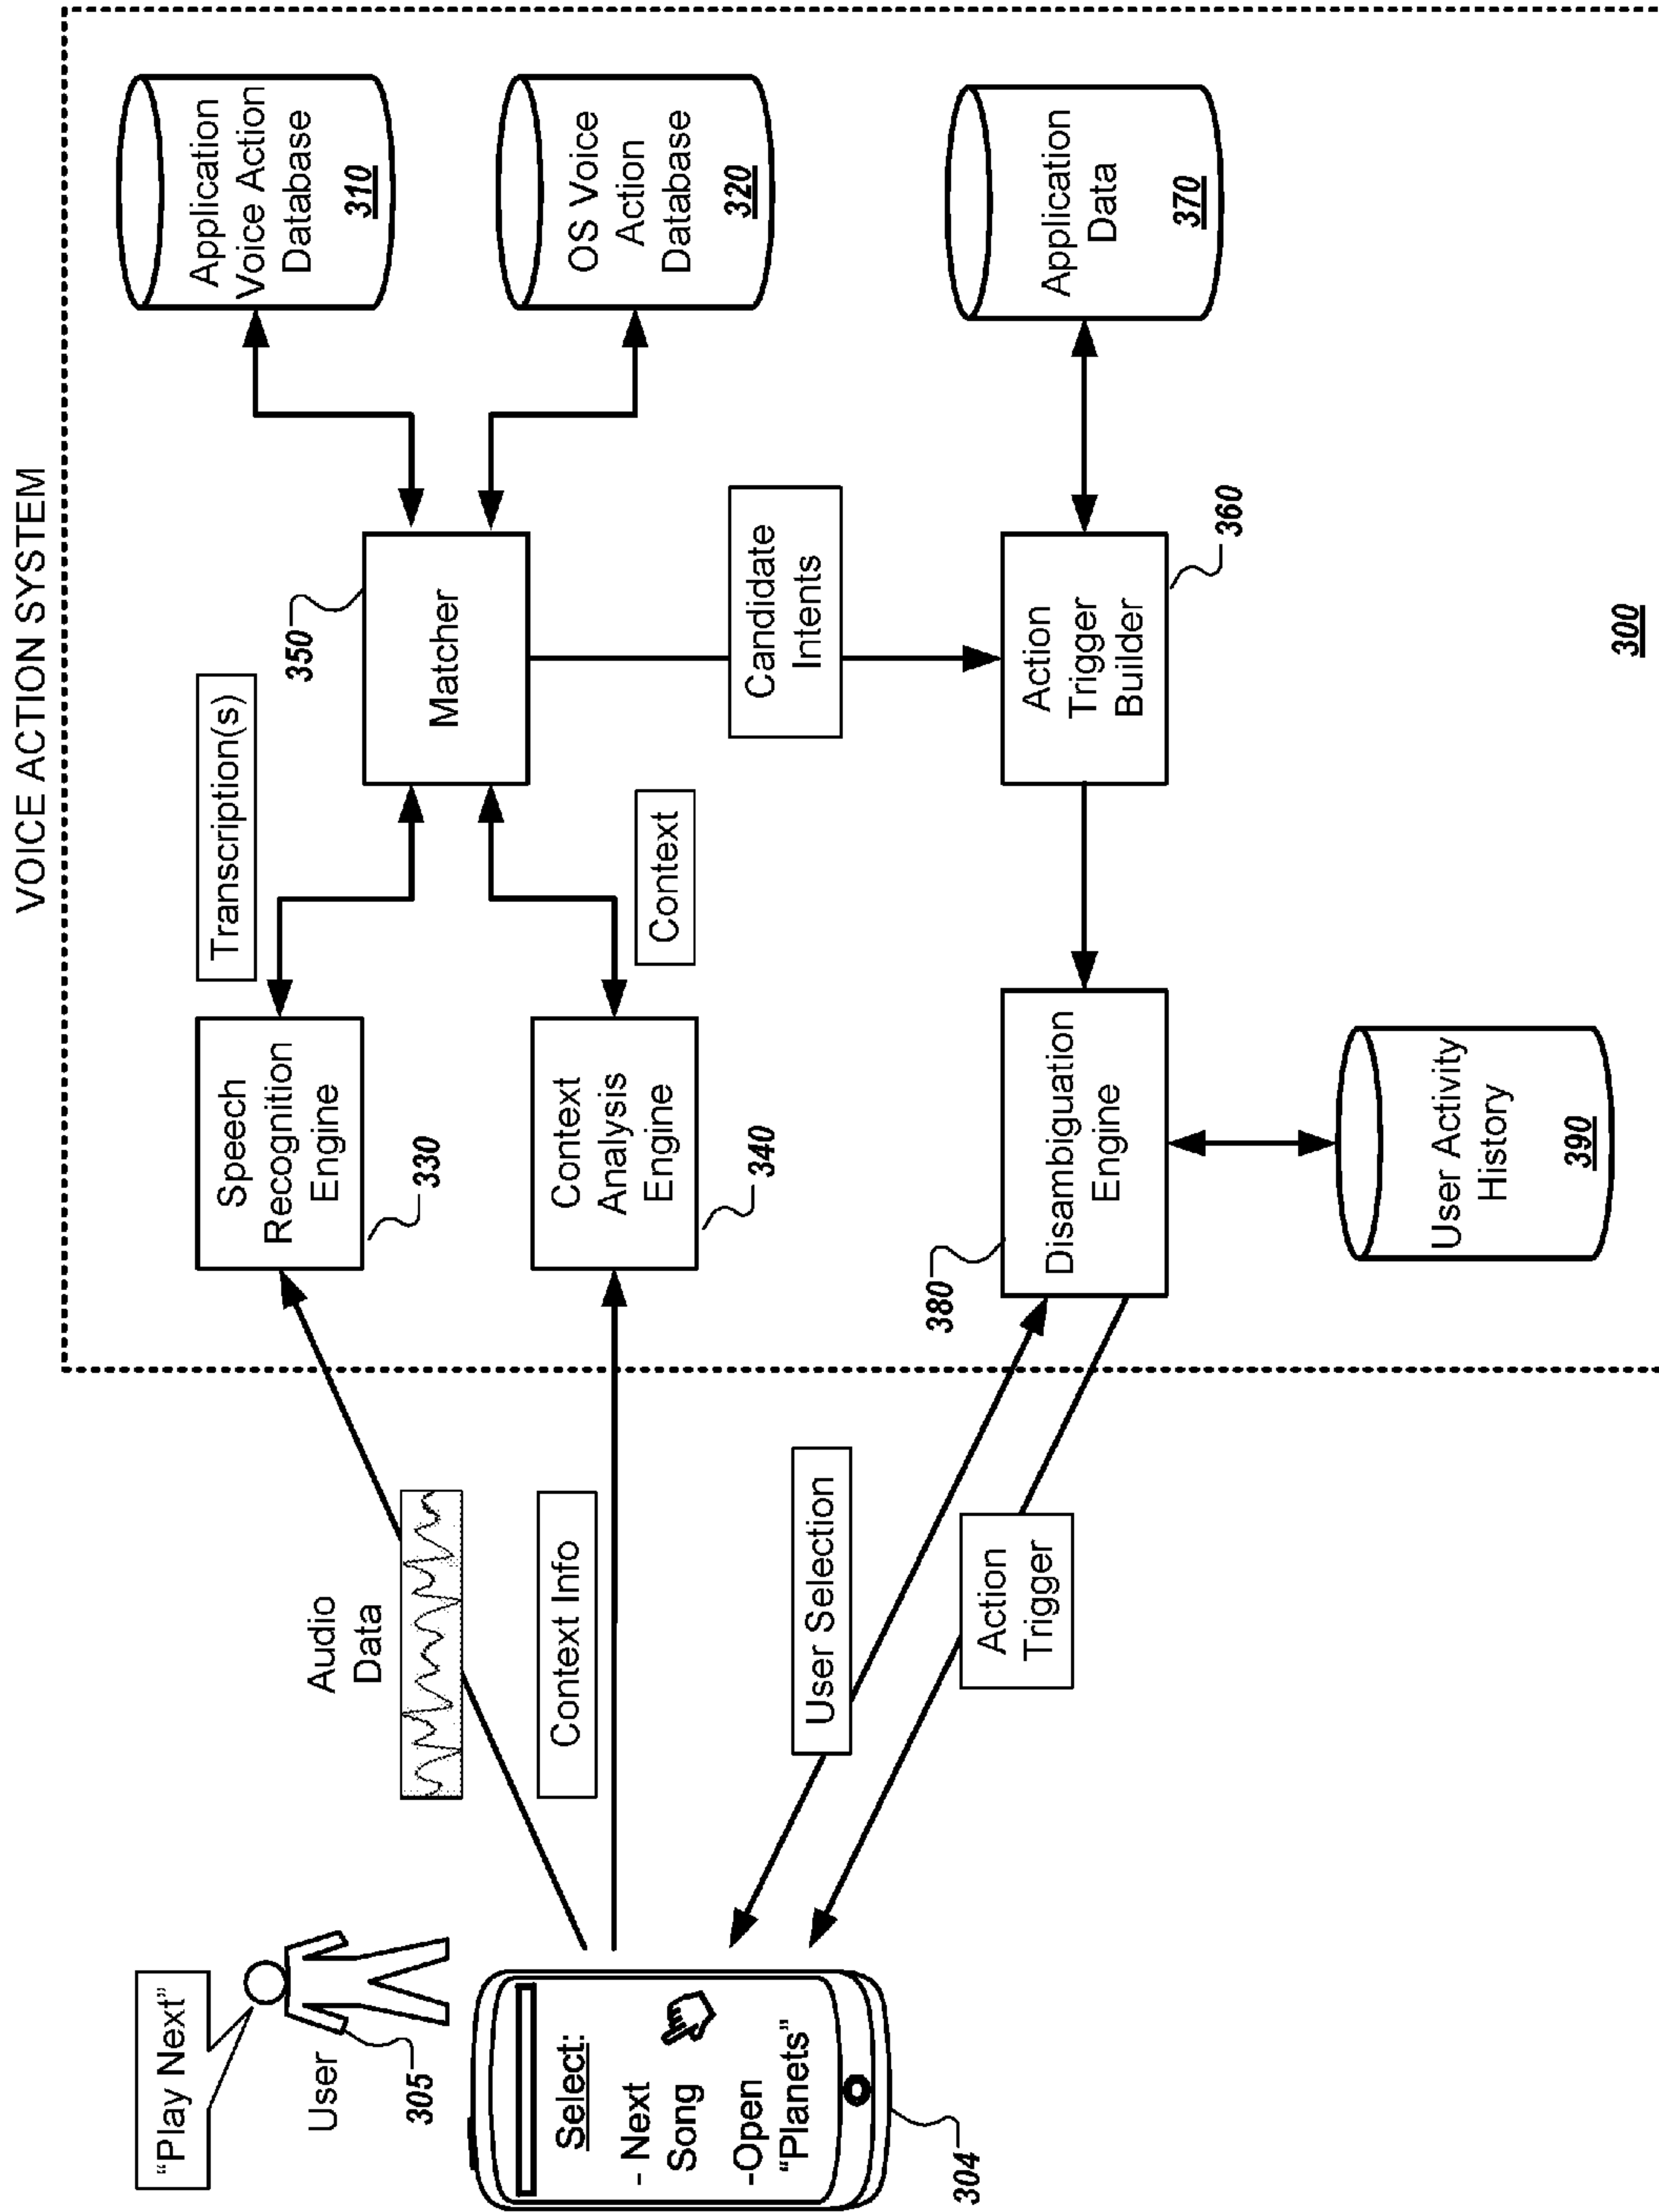 VOICE ACTION SYSTEM
"Play Next"
User
305
Select:
- Next
Song
-Open
"Planets"
304
Audio
Data
Context Info
User Selection
Action
Trigger
Speech
Recognition
Engine
330
Transcription(s)
Context
Analysis
Engine
340
Context
350
Matcher
Application
Voice Action
Database
310
OS Voice
Action
Database
320
Candidate
Intents
380
Disambiguation
Engine
Action
Trigger
Builder
360
Application
Data
370
User Activity
History
390
300